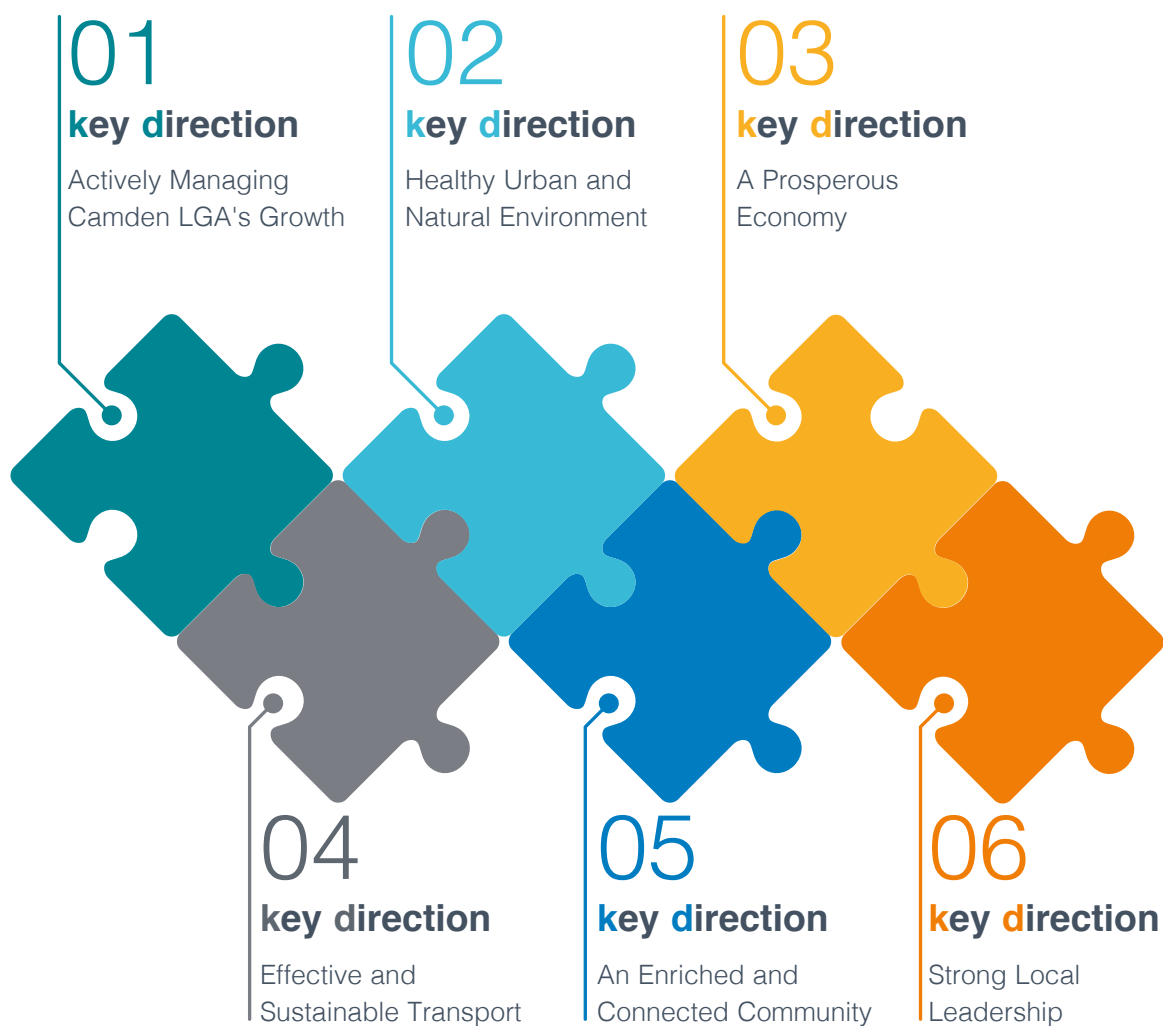 01
key direction
Actively Managing
Camden LGA's Growth
02
key direction
Healthy Urban and
Natural Environment
03
key direction
A Prosperous
Economy
04
key direction
Effective and
Sustainable Transport
05
key direction
An Enriched and
Connected Community
06
key direction
Strong Local
Leadership